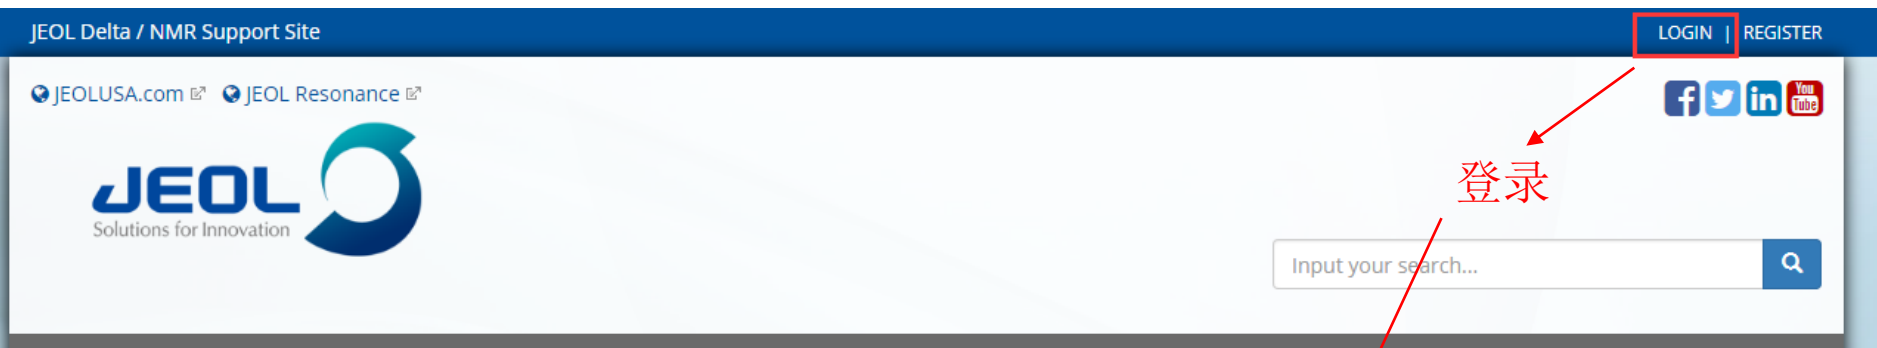 JEOL Delta / NMR Support Site
LOGIN | REGISTER
JEOLUSA.com JEOL Resonance
You
Tube
JEOL
Solutions for Innovation
登录
Input your search...